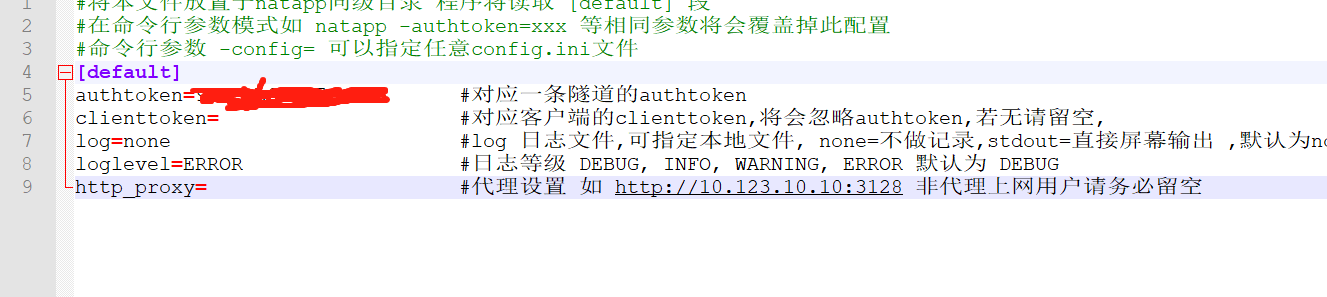 1 #将本文件放置于natapp同级目录 程序将读取 [default] 段
2 #在命令行参数模式如 natapp -authtoken=xxx 等相同参数将会覆盖掉此配置
3 #命令行参数 -config= 可以指定任意config.ini文件
4 [default]
5 authtoken= #对应一条隧道的authtoken
6 clienttoken= #对应客户端的clienttoken,将会忽略authtoken,若无请留空,
7 log=none #log 日志文件,可指定本地文件, none=不做记录,stdout=直接屏幕输出 ,默认为no
8 loglevel=ERROR #日志等级 DEBUG, INFO, WARNING, ERROR 默认为 DEBUG
9 http_proxy= #代理设置 如 http://10.123.10.10:3128 非代理上网用户请务必留空